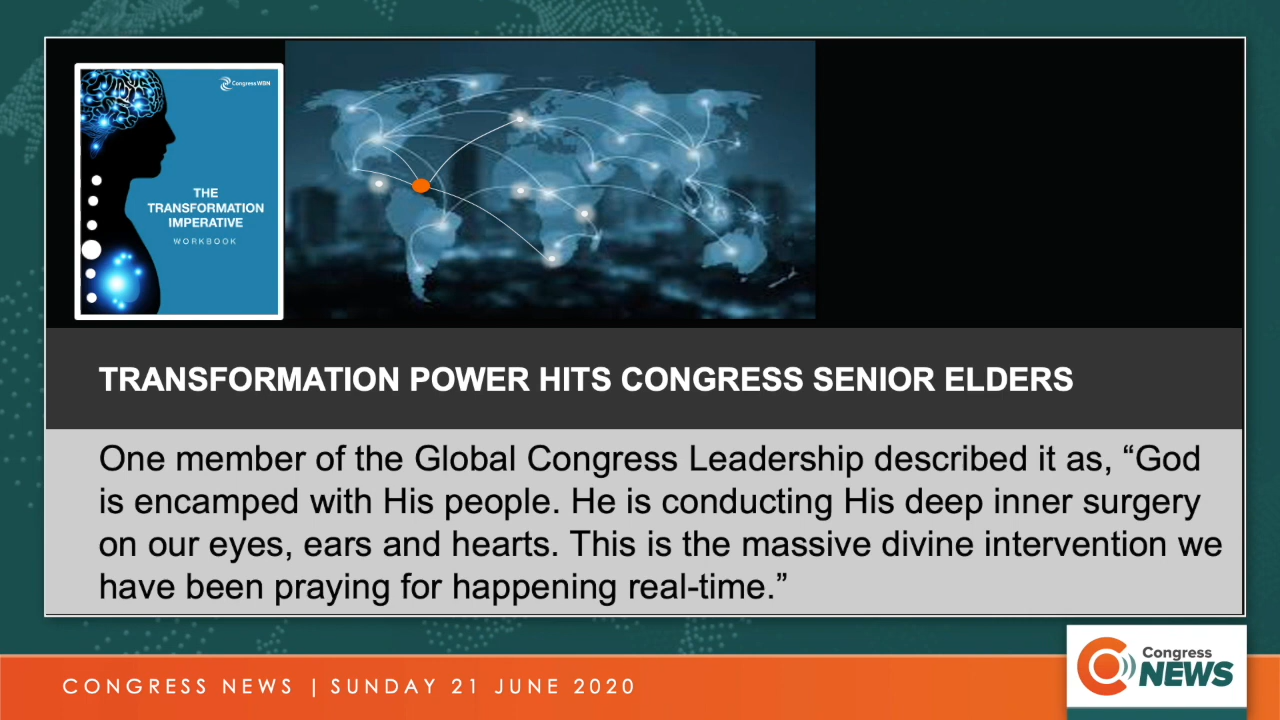 CongressWBN
THE
TRANSFORMATION
IMPERATIVE
WORKBOOK
TRANSFORMATION POWER HITS CONGRESS SENIOR ELDERS
One member of the Global Congress Leadership described it as, “God
is encamped with His people. He is conducting His deep inner surgery
on our eyes, ears and hearts. This is the massive divine intervention we
have been praying for happening real-time.”
CONGRESS NEWS | SUNDAY 21 JUNE 2020
Congress
NEWS